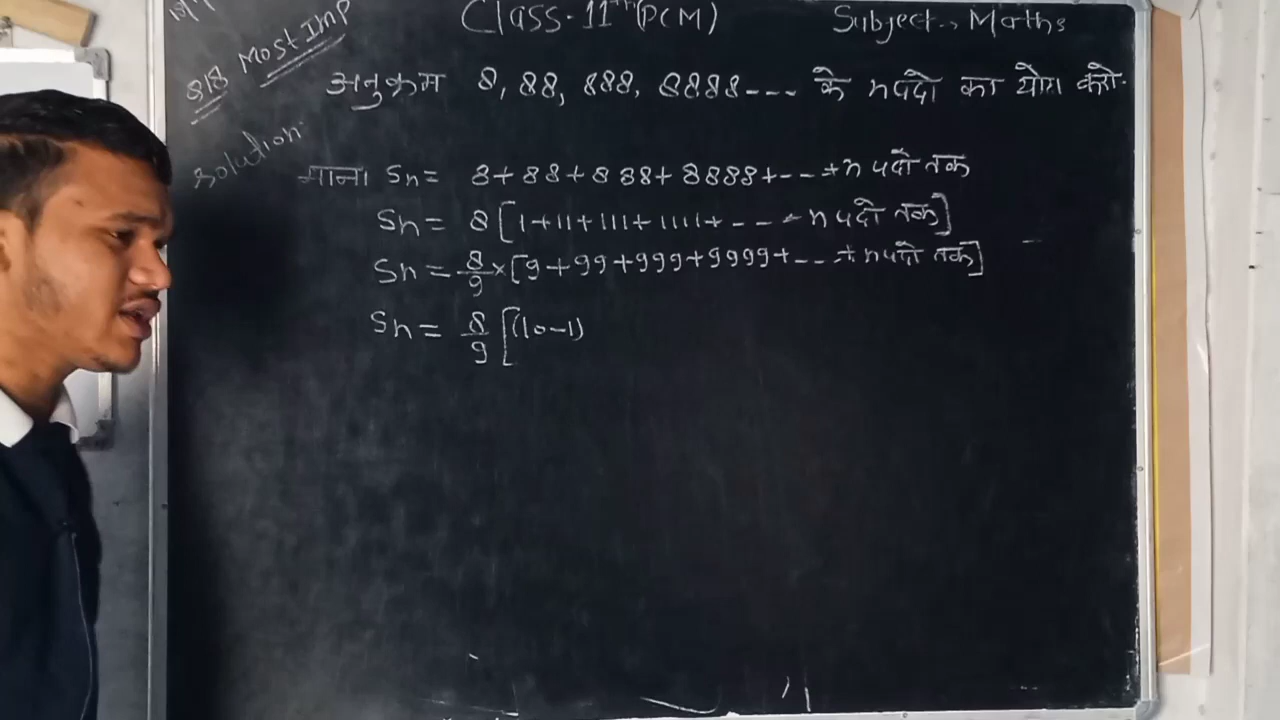 Class-11th (PCM) Subject-, Maths
818 Most Imp
अनुक्रम 8, 88, 888, 8888--- के n पदो का योग करो.
Solution.
माना Sn = 8+88+888+8888+--- +n पदो तक
Sn = 8[1+11+111+1111+--- + n पदो तक]
Sn = 8/9 × [9+99+999+9999+--- + n पदो तक]
Sn = 8/9 [(10-1)